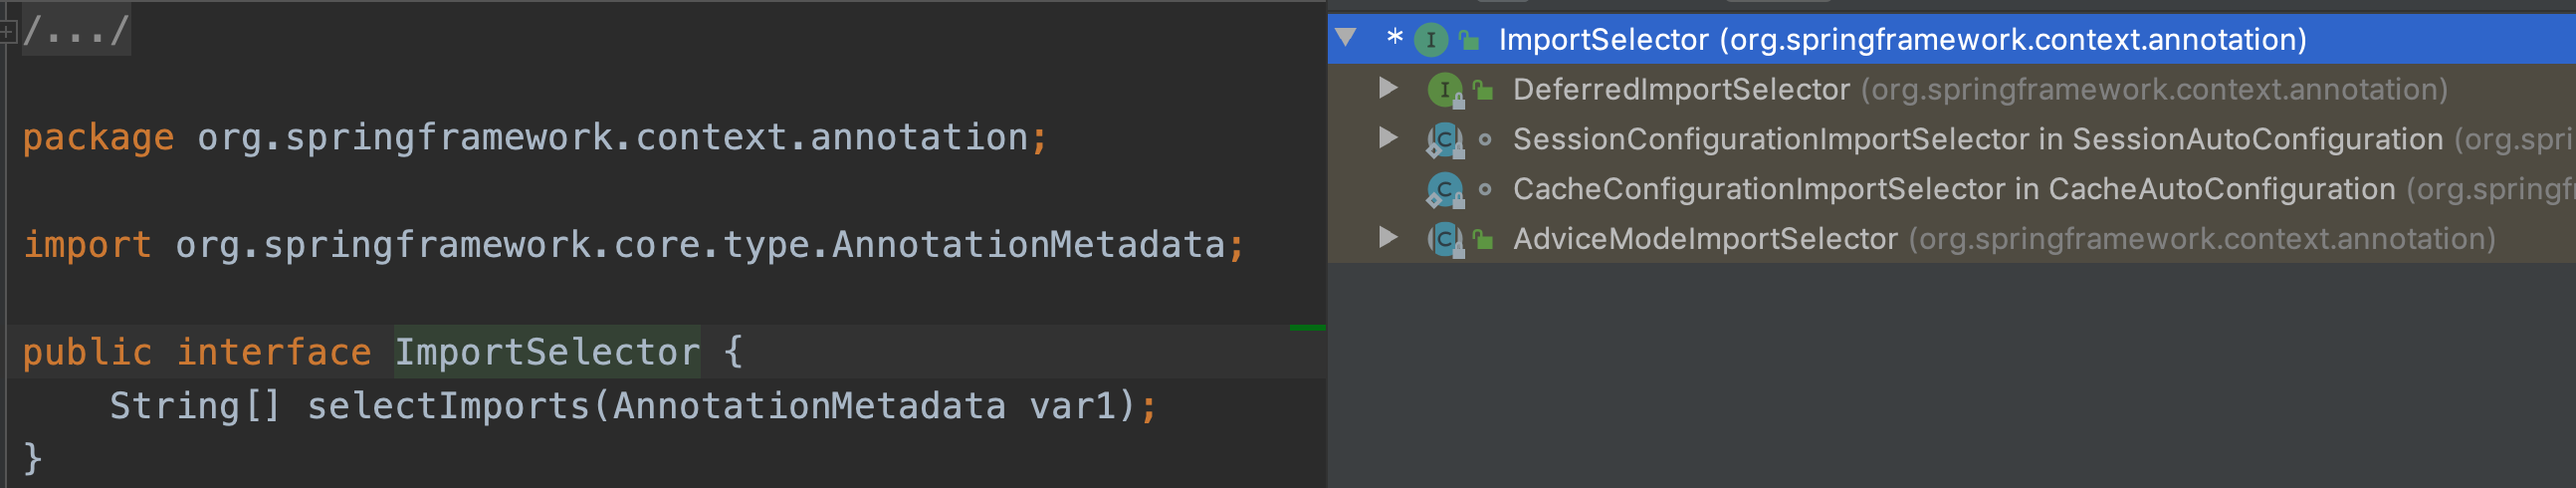 /.../
package org.springframework.context.annotation;
import org.springframework.core.type.AnnotationMetadata;
public interface ImportSelector {
String[] selectImports(AnnotationMetadata var1);
}
* I ImportSelector (org.springframework.context.annotation)
I DeferredImportSelector (org.springframework.context.annotation)
C SessionConfigurationImportSelector in SessionAutoConfiguration (org.spri
C CacheConfigurationImportSelector in CacheAutoConfiguration (org.springf
C AdviceModeImportSelector (org.springframework.context.annotation)